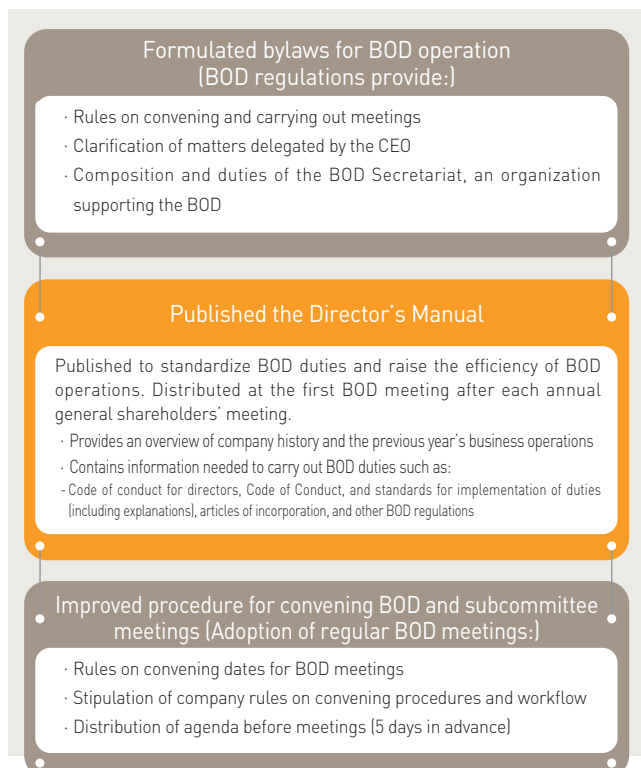 Formulated bylaws for BOD operation
(BOD regulations provide:)
· Rules on convening and carrying out meetings
· Clarification of matters delegated by the CEO
· Composition and duties of the BOD Secretariat, an organization
supporting the BOD
Published the Director's Manual
Published to standardize BOD duties and raise the efficiency of BOD
operations. Distributed at the first BOD meeting after each annual
general shareholders' meeting.
· Provides an overview of company history and the previous year's business operations
· Contains information needed to carry out BOD duties such as:
- Code of conduct for directors, Code of Conduct, and standards for implementation of duties
(including explanations), articles of incorporation, and other BOD regulations
Improved procedure for convening BOD and subcommittee
meetings (Adoption of regular BOD meetings:)
· Rules on convening dates for BOD meetings
· Stipulation of company rules on convening procedures and workflow
· Distribution of agenda before meetings (5 days in advance)